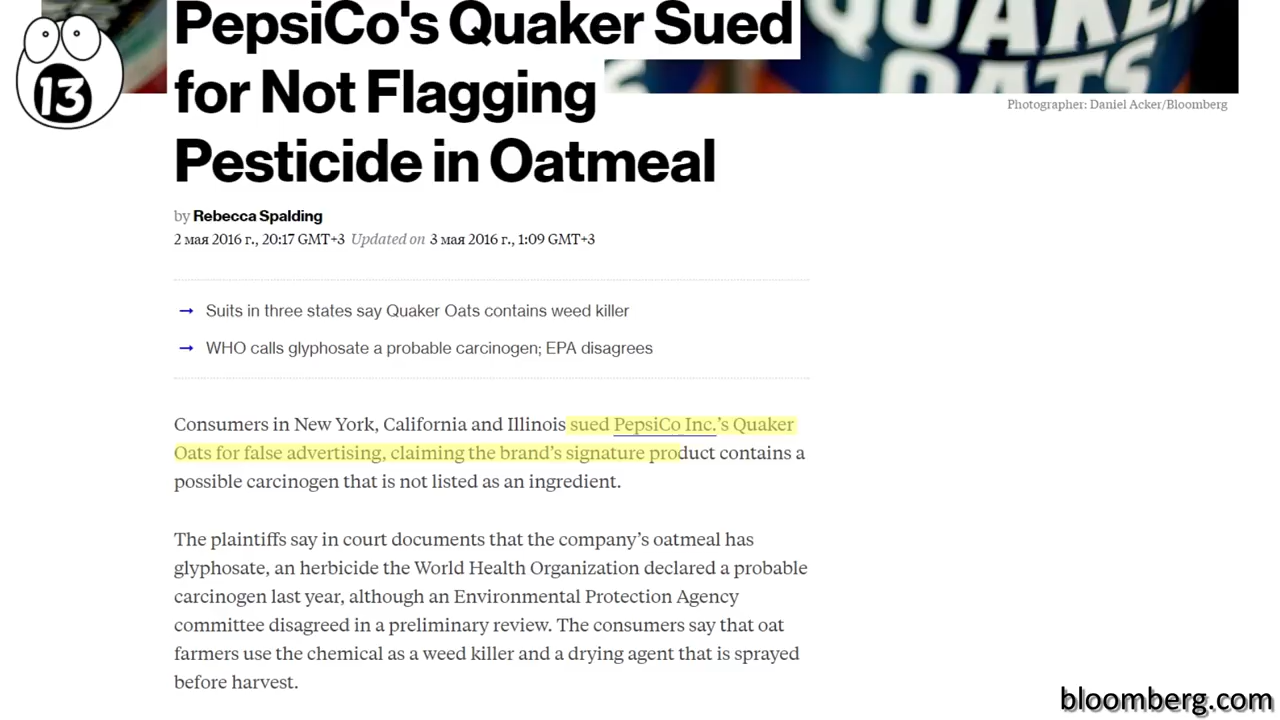 PepsiCo's Quaker Sued
for Not Flagging
Pesticide in Oatmeal
QUAKER
OATS
13
Photographer: Daniel Acker/Bloomberg
by Rebecca Spalding
2 мая 2016 г., 20:17 GMT+3 Updated on 3 мая 2016 г., 1:09 GMT+3
→ Suits in three states say Quaker Oats contains weed killer
→ WHO calls glyphosate a probable carcinogen; EPA disagrees
Consumers in New York, California and Illinois sued PepsiCo Inc.’s Quaker
Oats for false advertising, claiming the brand’s signature product contains a
possible carcinogen that is not listed as an ingredient.
The plaintiffs say in court documents that the company’s oatmeal has
glyphosate, an herbicide the World Health Organization declared a probable
carcinogen last year, although an Environmental Protection Agency
committee disagreed in a preliminary review. The consumers say that oat
farmers use the chemical as a weed killer and a drying agent that is sprayed
before harvest.
bloomberg.com